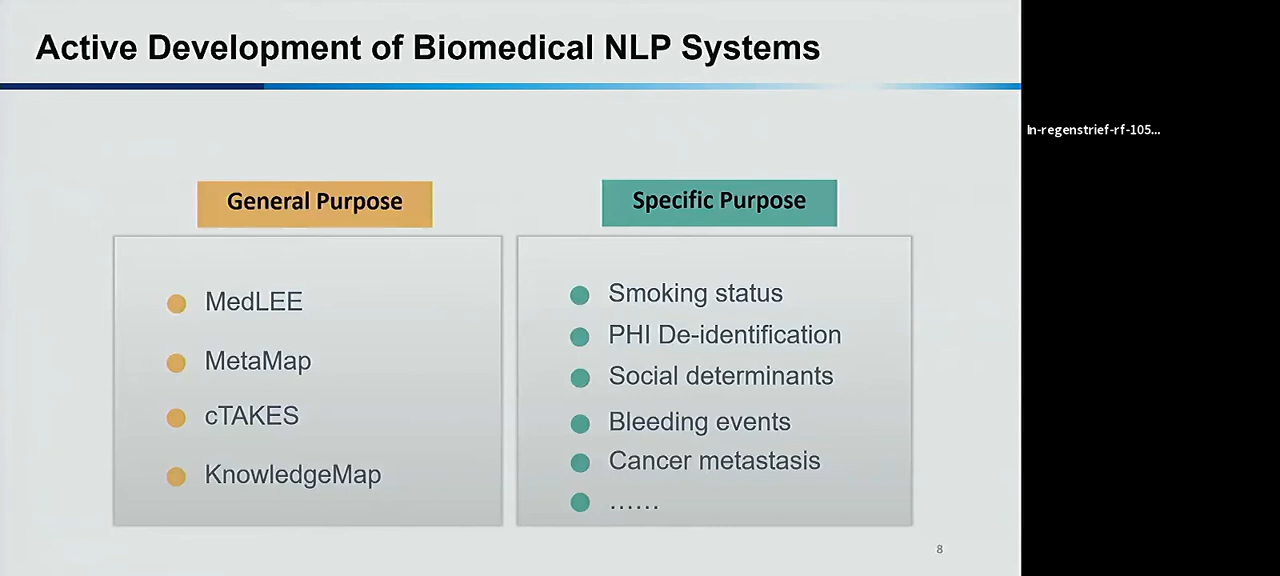 Active Development of Biomedical NLP Systems
In-regenstrief-rf-105...
General Purpose
MedLEE
MetaMap
cTAKES
KnowledgeMap
Specific Purpose
Smoking status
PHI De-identification
Social determinants
Bleeding events
Cancer metastasis
......
8